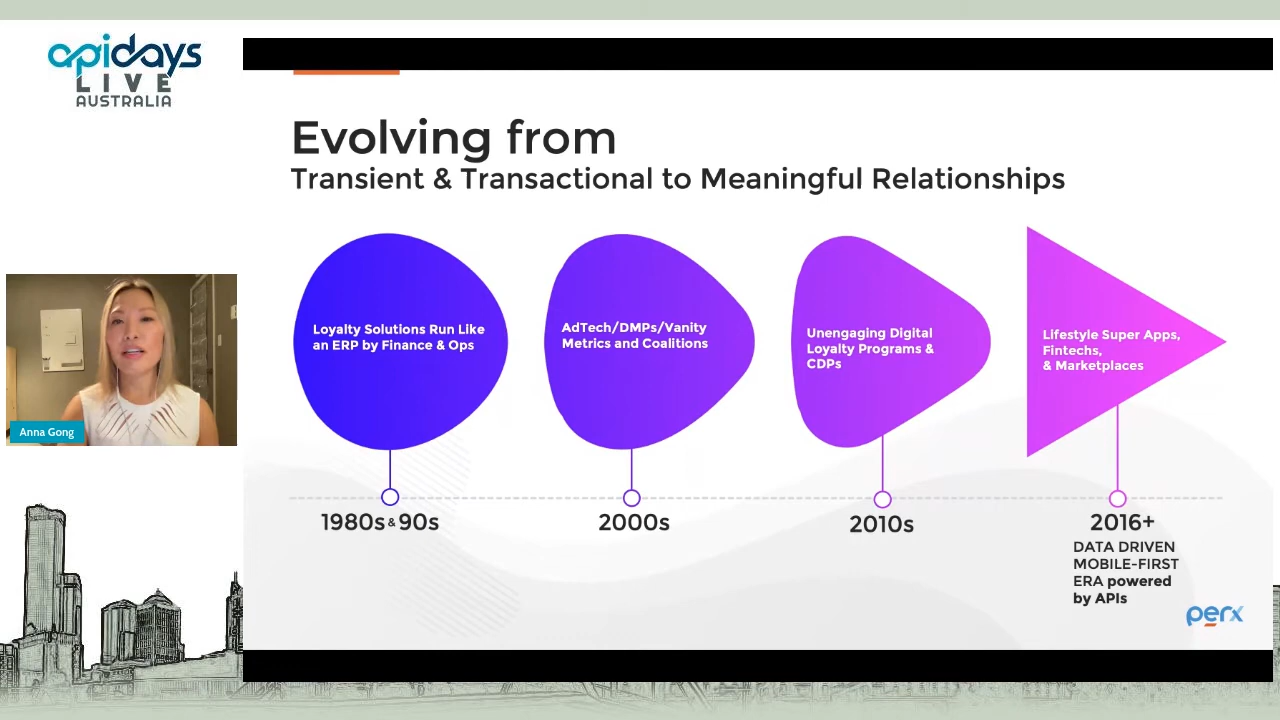 apidays
LIVE
AUSTRALIA
Evolving from
Transient & Transactional to Meaningful Relationships
Loyalty Solutions Run Like
an ERP by Finance & Ops
AdTech/DMPs/Vanity
Metrics and Coalitions
Unengaging Digital
Loyalty Programs &
CDPs
Lifestyle Super Apps,
Fintechs,
& Marketplaces
Anna Gong
1980s & 90s
2000s
2010s
2016+
DATA DRIVEN
MOBILE-FIRST
ERA powered
by APIs
perx